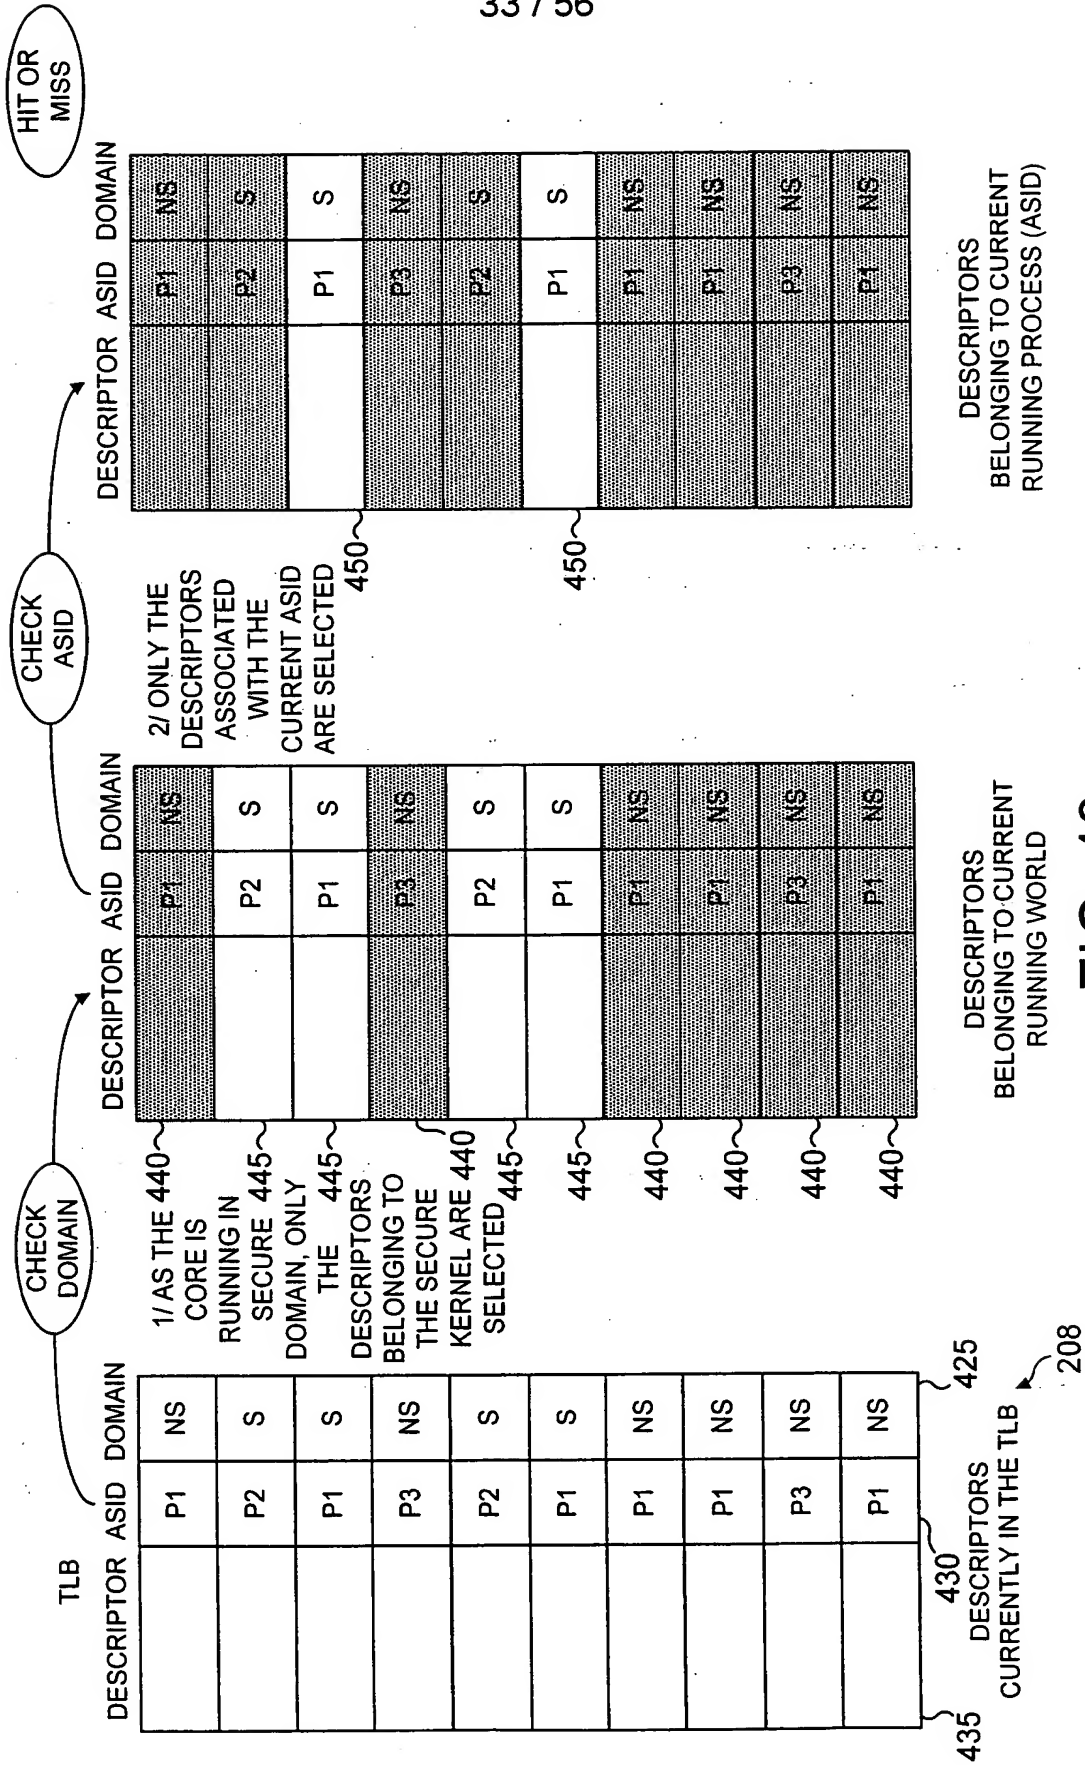 33 / 56
TLB
DESCRIPTOR ASID DOMAIN
P1 NS
P2 S
P1 S
P3 NS
P2 S
P1 S
P1 NS
P1 NS
P3 NS
P1 NS
435
430
425
DESCRIPTORS
CURRENTLY IN THE TLB
208
CHECK
DOMAIN
1/ AS THE
CORE IS
RUNNING IN
SECURE
DOMAIN, ONLY
THE
DESCRIPTORS
BELONGING TO
THE SECURE
KERNEL ARE
SELECTED
440
445
445
440
445
445
440
440
440
440
DESCRIPTOR ASID DOMAIN
P1 NS
P2 S
P1 S
P3 NS
P2 S
P1 S
P1 NS
P1 NS
P3 NS
P1 NS
DESCRIPTORS
BELONGING TO CURRENT
RUNNING WORLD
CHECK
ASID
2/ ONLY THE
DESCRIPTORS
ASSOCIATED
WITH THE
CURRENT ASID
ARE SELECTED
450
450
DESCRIPTOR ASID DOMAIN
P1 NS
P2 S
P1 S
P3 NS
P2 S
P1 S
P1 NS
P1 NS
P3 NS
P1 NS
DESCRIPTORS
BELONGING TO CURRENT
RUNNING PROCESS (ASID)
HIT OR
MISS